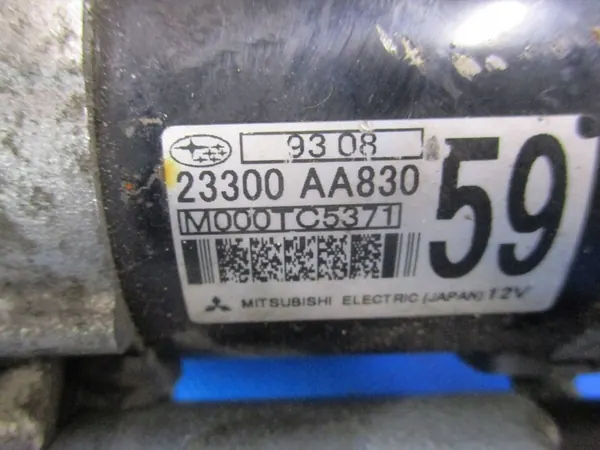 93 08
23300 AA830
M000TC5371
59
MITSUBISHI ELECTRIC (JAPAN) 12V